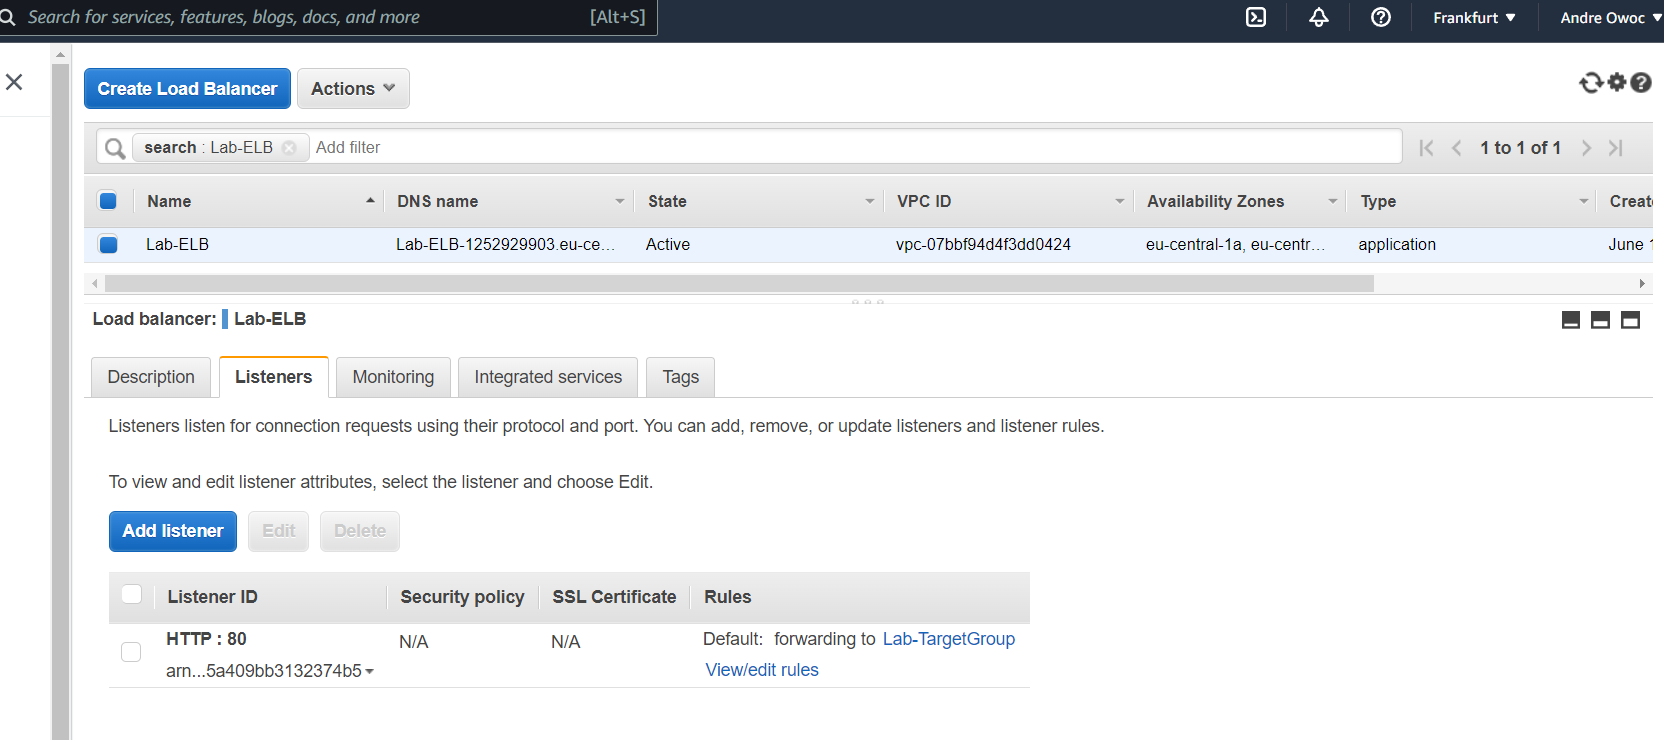 Search for services, features, blogs, docs, and more [Alt+S] Frankfurt Andre Owoc
Create Load Balancer Actions
search : Lab-ELB Add filter 1 to 1 of 1
Name DNS name State VPC ID Availability Zones Type Creat
Lab-ELB Lab-ELB-1252929903.eu-ce... Active vpc-07bbf94d4f3dd0424 eu-central-1a, eu-centr... application June 1
Load balancer: Lab-ELB
Description Listeners Monitoring Integrated services Tags
Listeners listen for connection requests using their protocol and port. You can add, remove, or update listeners and listener rules.
To view and edit listener attributes, select the listener and choose Edit.
Add listener Edit Delete
Listener ID Security policy SSL Certificate Rules
HTTP : 80 N/A N/A Default: forwarding to Lab-TargetGroup
arn...5a409bb3132374b5 View/edit rules